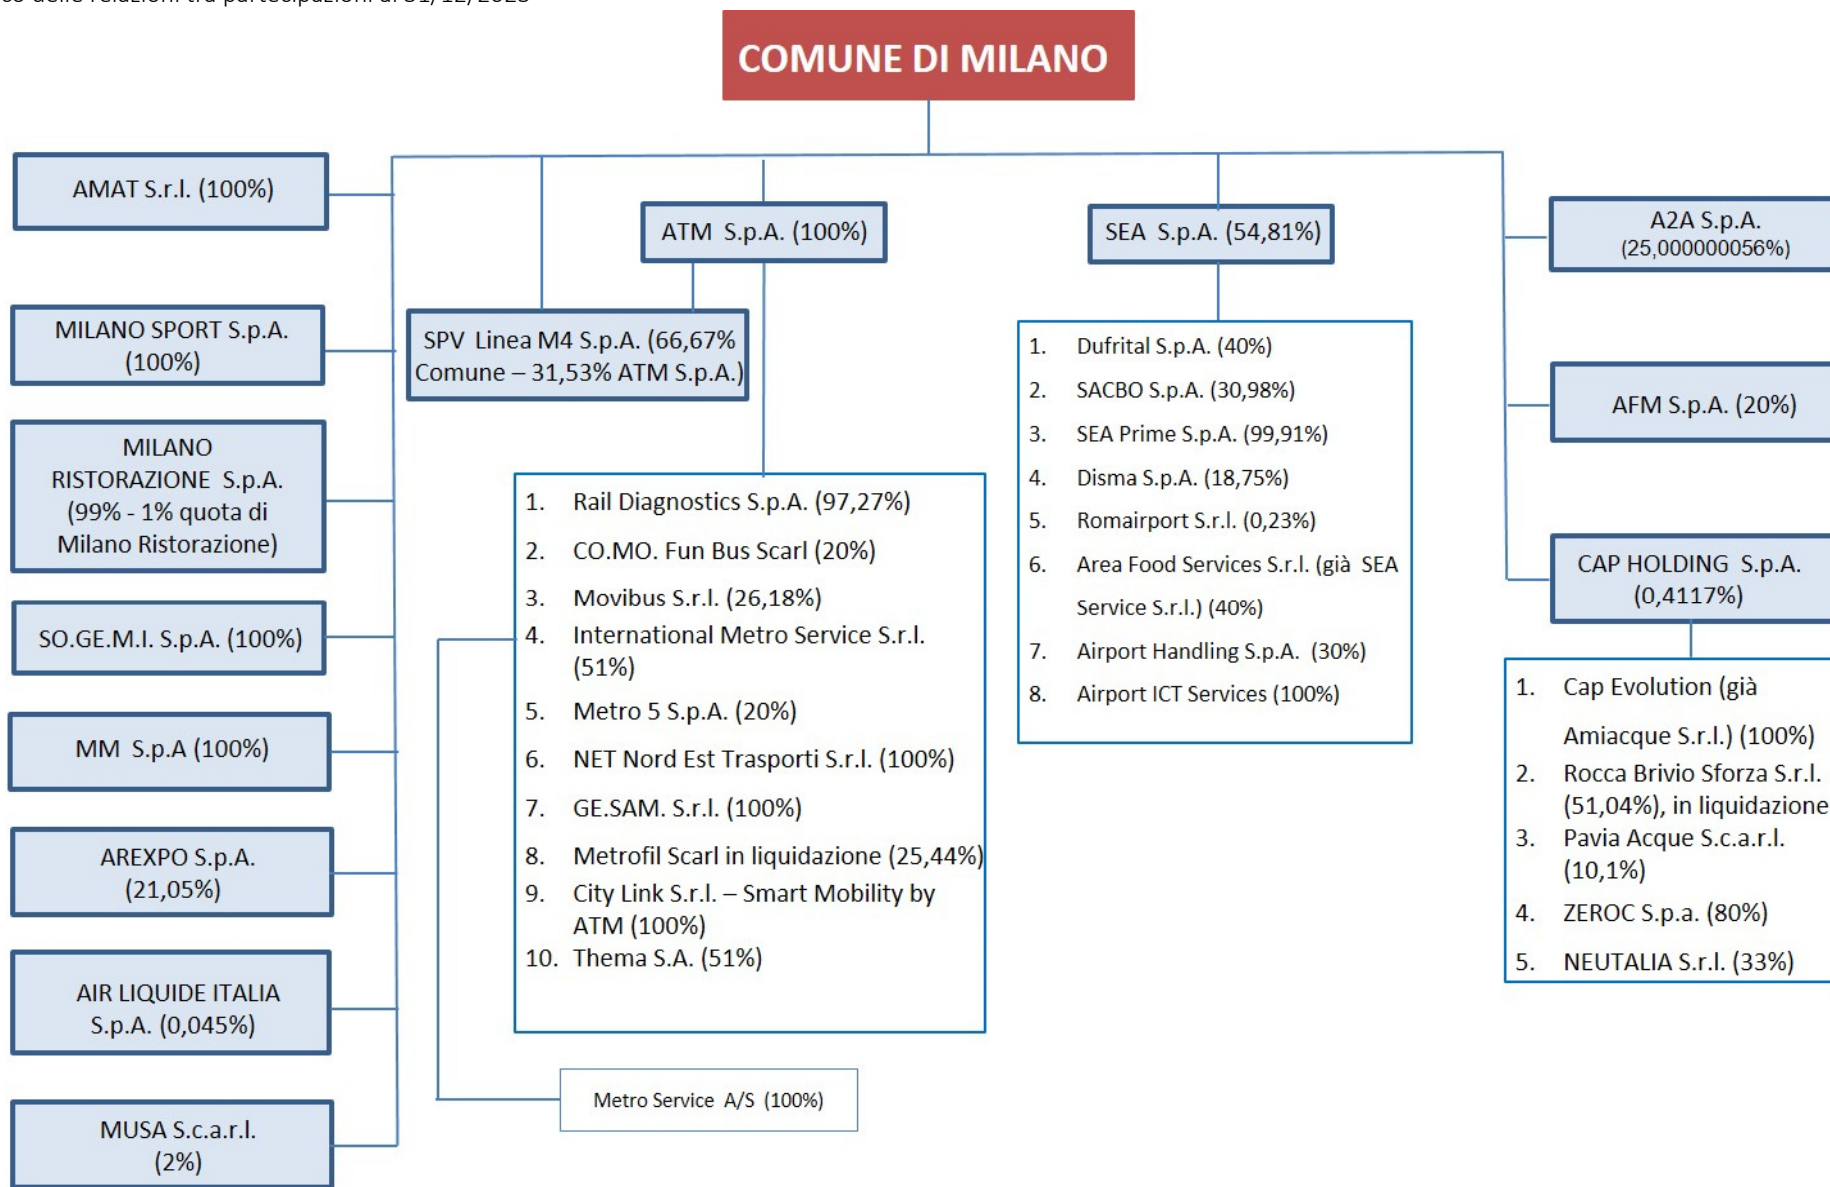 delle relazioni tra partecipazioni al 31/12/2023
COMUNE DI MILANO
AMAT S.r.l. (100%)
MILANO SPORT S.p.A.
(100%)
MILANO
RISTORAZIONE S.p.A.
(99% - 1% quota di
Milano Ristorazione)
SO.GE.M.I. S.p.A. (100%)
MM S.p.A (100%)
AREXPO S.p.A.
(21,05%)
AIR LIQUIDE ITALIA
S.p.A. (0,045%)
MUSA S.c.a.r.l.
(2%)
ATM S.p.A. (100%)
SPV Linea M4 S.p.A. (66,67%
Comune – 31,53% ATM S.p.A.)
1. Rail Diagnostics S.p.A. (97,27%)
2. CO.MO. Fun Bus Scarl (20%)
3. Movibus S.r.l. (26,18%)
4. International Metro Service S.r.l.
(51%)
5. Metro 5 S.p.A. (20%)
6. NET Nord Est Trasporti S.r.l. (100%)
7. GE.SAM. S.r.l. (100%)
8. Metrofil Scarl in liquidazione (25,44%)
9. City Link S.r.l. – Smart Mobility by
ATM (100%)
10. Thema S.A. (51%)
Metro Service A/S (100%)
SEA S.p.A. (54,81%)
1. Dufrital S.p.A. (40%)
2. SACBO S.p.A. (30,98%)
3. SEA Prime S.p.A. (99,91%)
4. Disma S.p.A. (18,75%)
5. Romairport S.r.l. (0,23%)
6. Area Food Services S.r.l. (già SEA
Service S.r.l.) (40%)
7. Airport Handling S.p.A. (30%)
8. Airport ICT Services (100%)
A2A S.p.A.
(25,000000056%)
AFM S.p.A. (20%)
CAP HOLDING S.p.A.
(0,4117%)
1. Cap Evolution (già
Amiacque S.r.l.) (100%)
2. Rocca Brivio Sforza S.r.l.
(51,04%), in liquidazione
3. Pavia Acque S.c.a.r.l.
(10,1%)
4. ZEROC S.p.a. (80%)
5. NEUTALIA S.r.l. (33%)